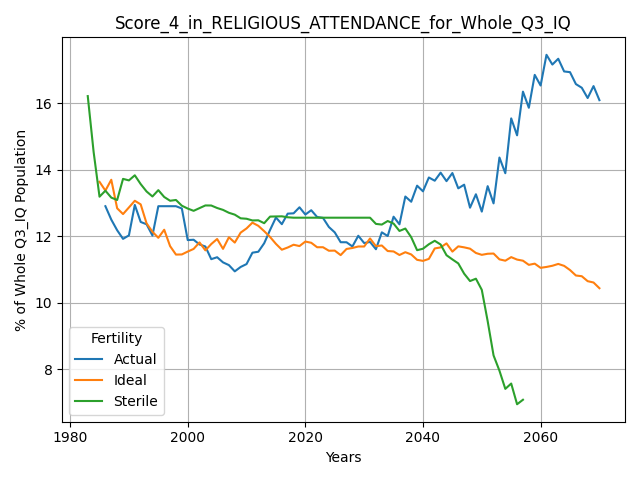 Score_4_in_RELIGIOUS_ATTENDANCE_for_Whole_Q3_IQ
% of Whole Q3_IQ Population
16
14
12
10
8
Fertility
Actual
Ideal
Sterile
1980
2000
2020
2040
2060
Years